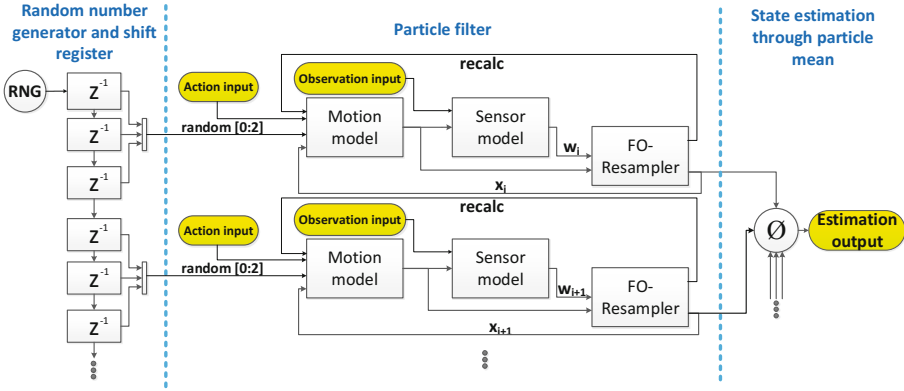 Random number
generator and shift
register
Particle filter
State estimation
through particle
mean
RNG
Z⁻¹
Z⁻¹
Z⁻¹
Z⁻¹
Z⁻¹
Z⁻¹
Action input
random [0:2]
Observation input
recalc
Motion
model
Sensor
model
wᵢ
FO-
Resampler
xᵢ
Action input
random [0:2]
Observation input
recalc
Motion
model
Sensor
model
wᵢ₊₁
FO-
Resampler
xᵢ₊₁
Ø
Estimation
output